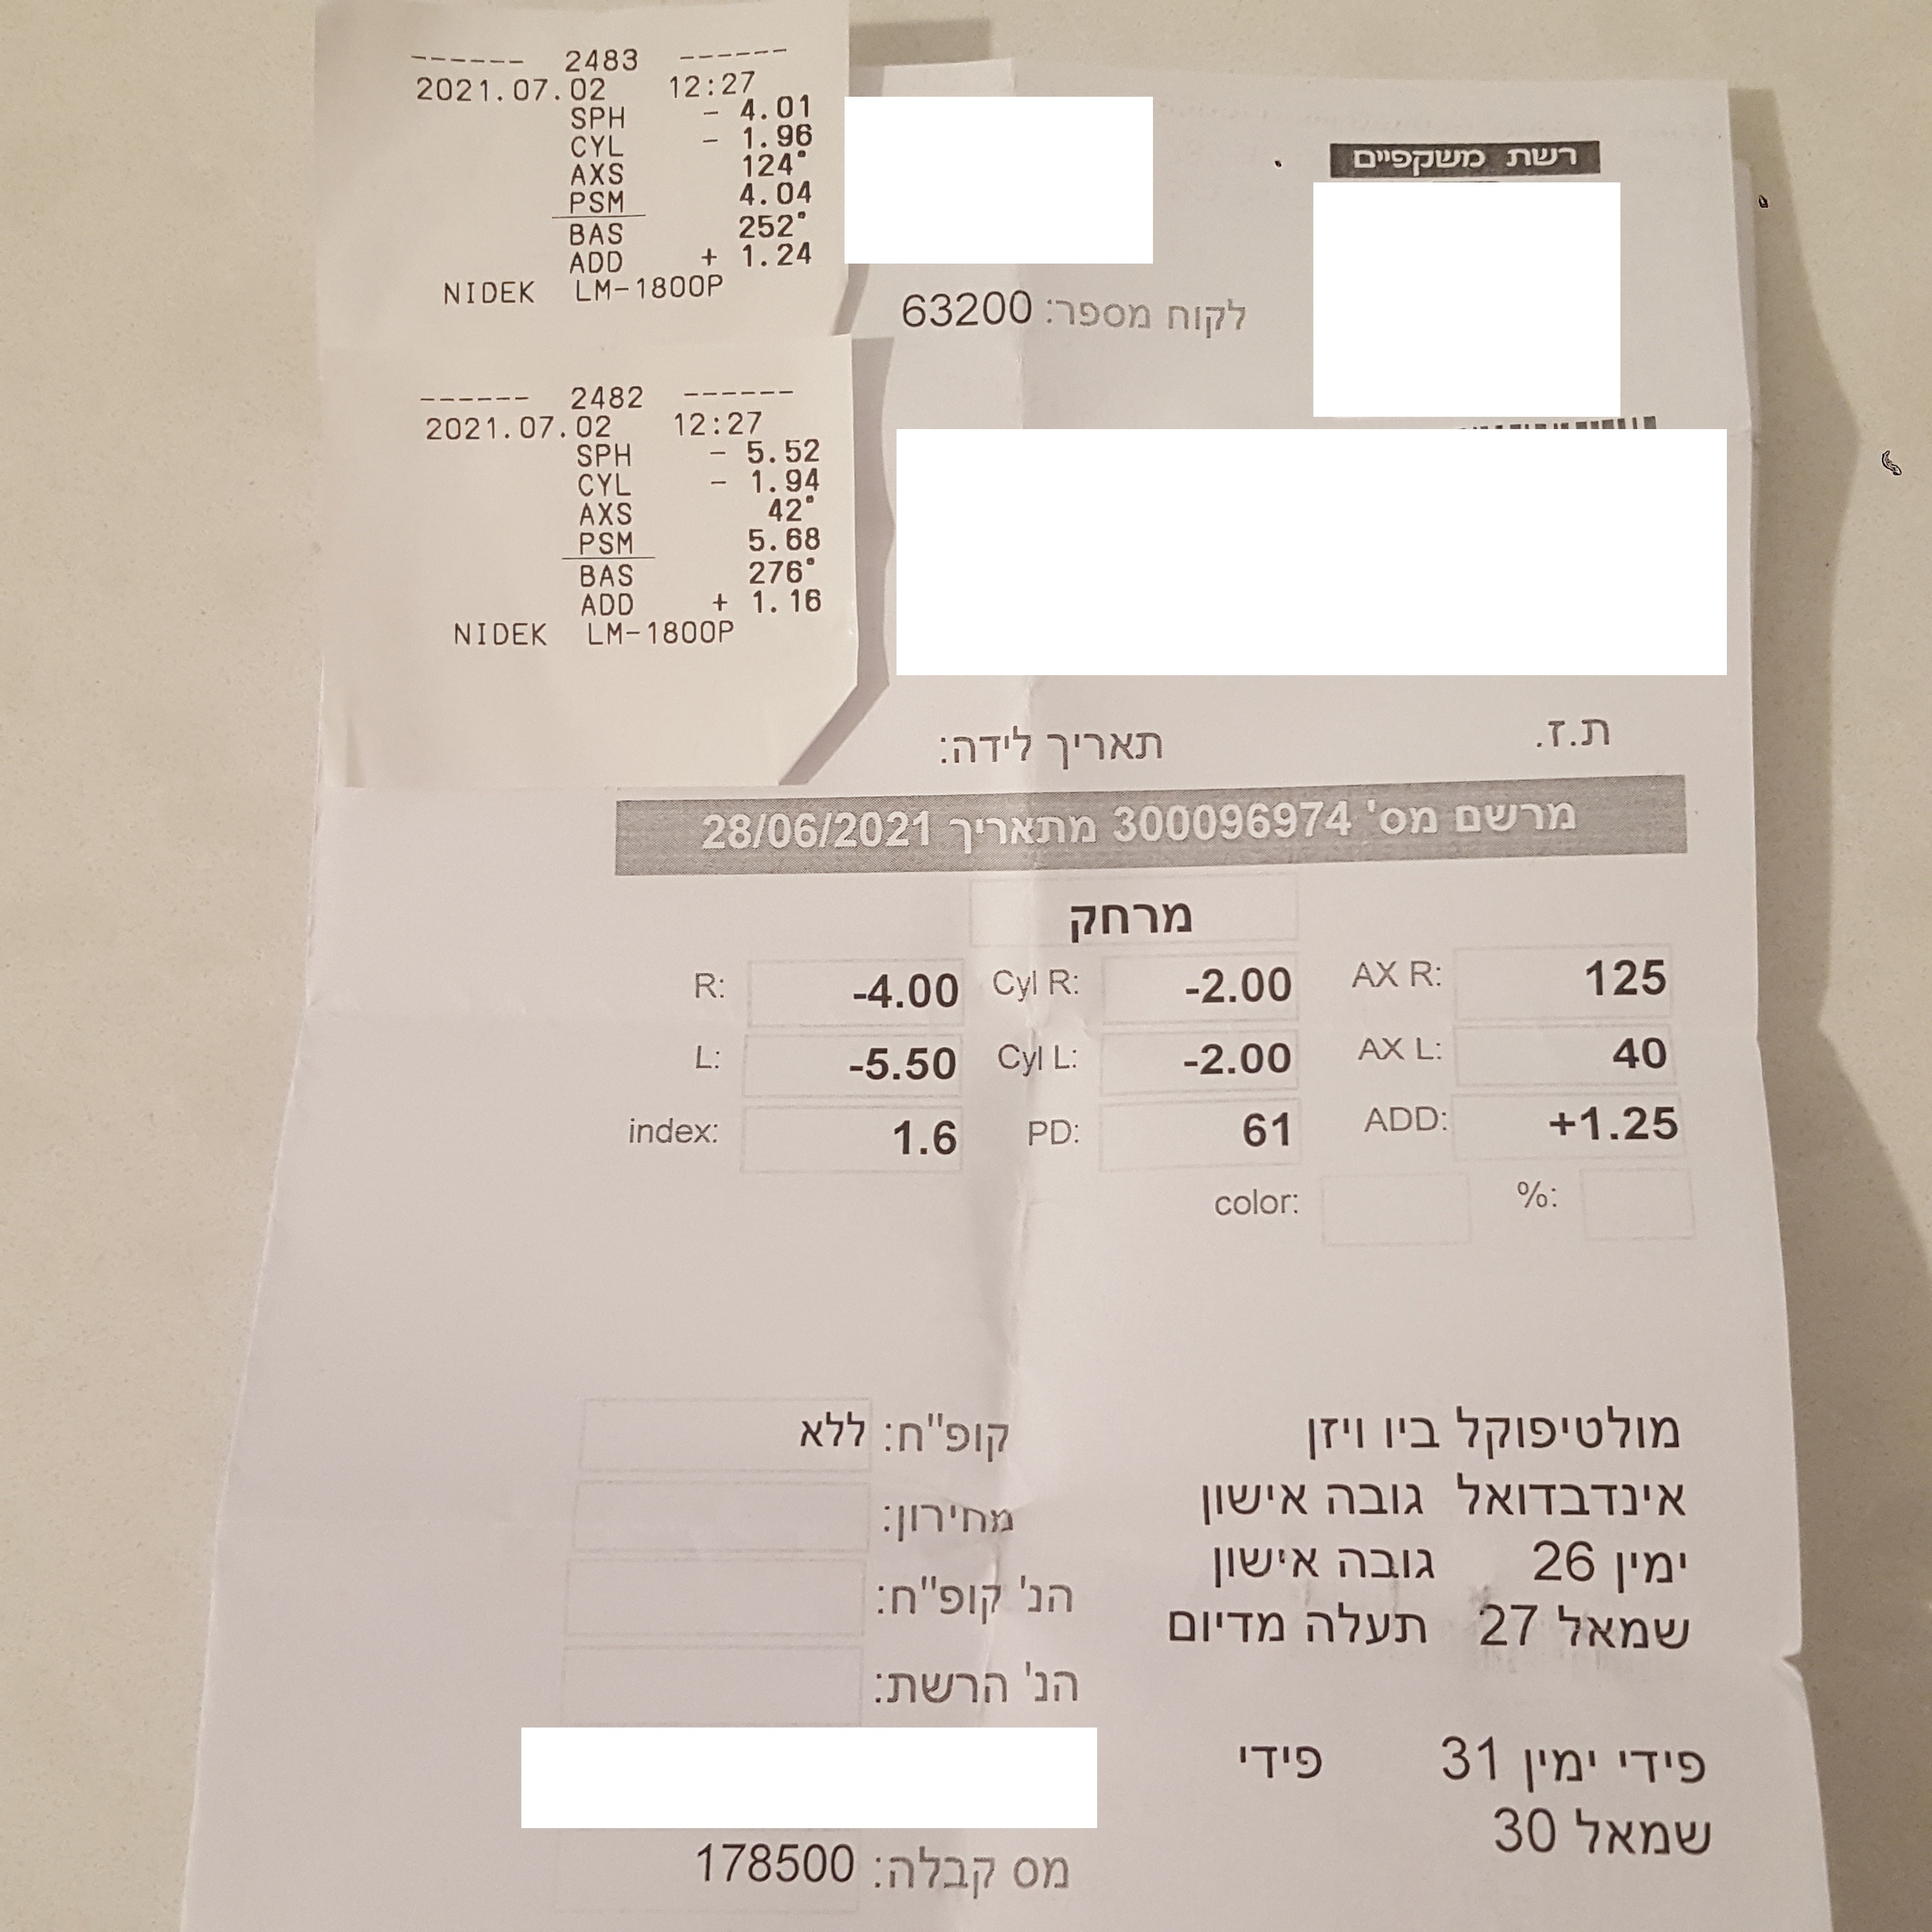 ------ 2483 ------
2021.07.02 12:27
SPH - 4.01
CYL - 1.96
AXS 124°
PSM 4.04
BAS 252°
ADD + 1.24
NIDEK LM-1800P
------ 2482 ------
2021.07.02 12:27
SPH - 5.52
CYL - 1.94
AXS 42°
PSM 5.68
BAS 276°
ADD + 1.16
NIDEK LM-1800P
רשת משקפיים
לקוח מספר: 63200
ת.ז. תאריך לידה:
מרשם מס' 300096974 מתאריך 28/06/2021
מרחק
R: -4.00 Cyl R: -2.00 AX R: 125
L: -5.50 Cyl L: -2.00 AX L: 40
index: 1.6 PD: 61 ADD: +1.25
color: %:
מולטיפוקל ביו ויזן
אינדבדואל גובה אישון
ימין 26 גובה אישון
שמאל 27 תעלה מדיום
פידי ימין 31 פידי
שמאל 30
קופ"ח: ללא
מחירון:
הנ' קופ"ח:
הנ' הרשת:
מס קבלה: 178500